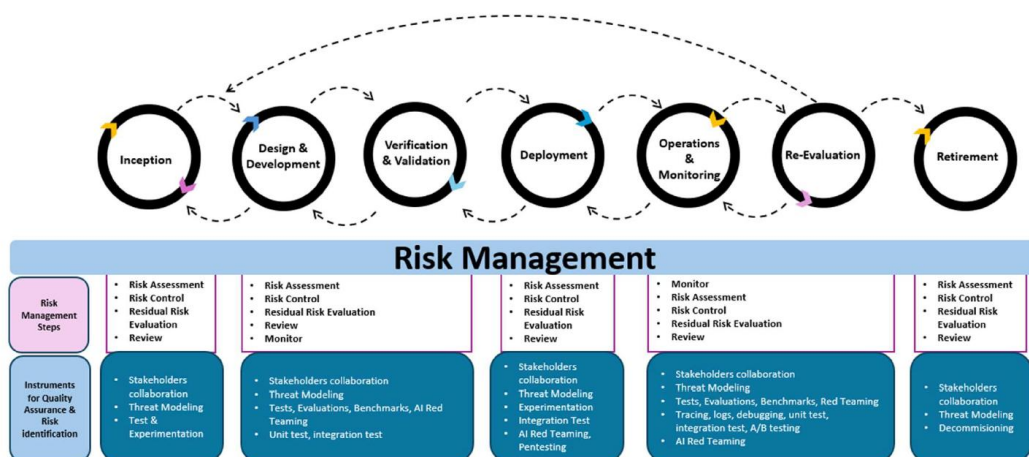 Inception
Design &
Development
Verification
& Validation
Deployment
Operations
&
Monitoring
Re-Evaluation
Retirement
Risk Management
Risk
Management
Steps
• Risk Assessment
• Risk Control
• Residual Risk
Evaluation
• Review
• Risk Assessment
• Risk Control
• Residual Risk Evaluation
• Review
• Monitor
• Risk Assessment
• Risk Control
• Residual Risk
Evaluation
• Review
• Monitor
• Risk Assessment
• Risk Control
• Residual Risk Evaluation
• Review
• Risk Assessment
• Risk Control
• Residual Risk
Evaluation
• Review
Instruments
for Quality
Assurance &
Risk
identification
• Stakeholders
collaboration
• Threat Modeling
• Test &
Experimentation
• Stakeholders collaboration
• Threat Modeling
• Tests, Evaluations, Benchmarks, AI Red
Teaming
• Unit test, integration test
• Stakeholders
collaboration
• Threat Modeling
• Experimentation
• Integration Test
• AI Red Teaming,
Pentesting
• Stakeholders collaboration
• Threat Modeling
• Tests, Evaluations, Benchmarks, Red Teaming
• Tracing, logs, debugging, unit test,
integration test, A/B testing
• AI Red Teaming
• Stakeholders
collaboration
• Threat Modeling
• Decommisioning